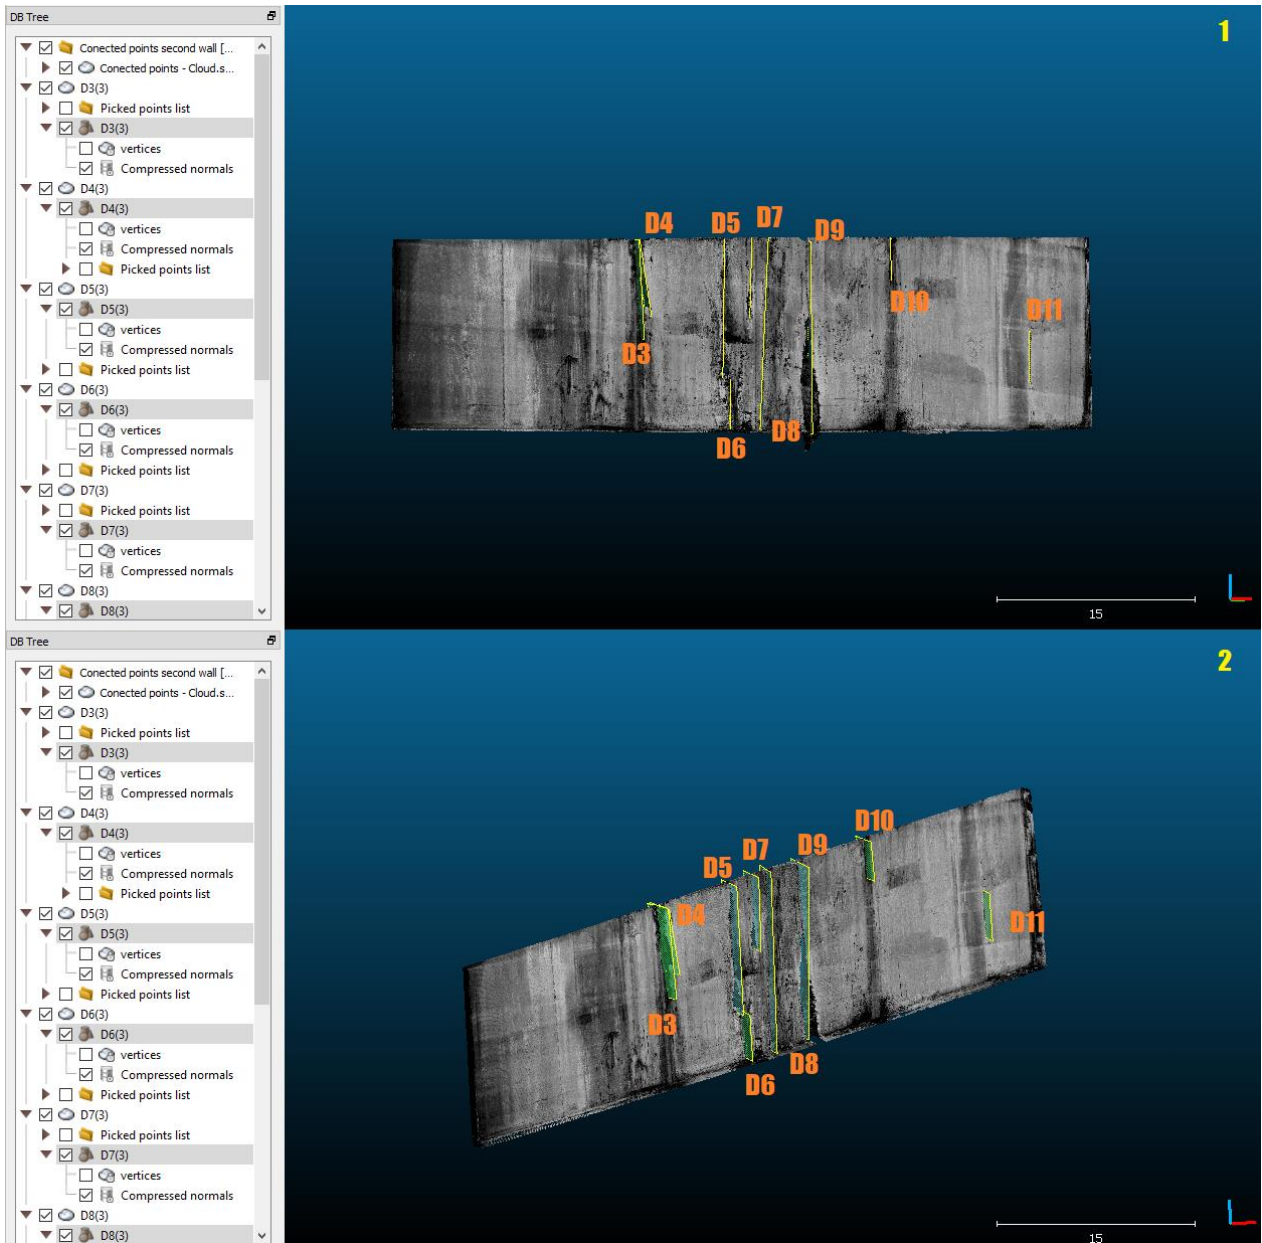 DB Tree
Conected points second wall [...
Conected points - Cloud.s...
D3(3)
Picked points list
D3(3)
vertices
Compressed normals
D4(3)
D4(3)
vertices
Compressed normals
Picked points list
D5(3)
D5(3)
vertices
Compressed normals
Picked points list
D6(3)
D6(3)
vertices
Compressed normals
Picked points list
D7(3)
Picked points list
D7(3)
vertices
Compressed normals
D8(3)
D8(3)
1
D4 D5 D7 D9
D10 D11
D3
D8
D6
15
DB Tree
Conected points second wall [...
Conected points - Cloud.s...
D3(3)
Picked points list
D3(3)
vertices
Compressed normals
D4(3)
D4(3)
vertices
Compressed normals
Picked points list
D5(3)
D5(3)
vertices
Compressed normals
Picked points list
D6(3)
D6(3)
vertices
Compressed normals
Picked points list
D7(3)
Picked points list
D7(3)
vertices
Compressed normals
D8(3)
D8(3)
2
D10
D7 D9
D5
D4 D11
D3
D8
D6
15